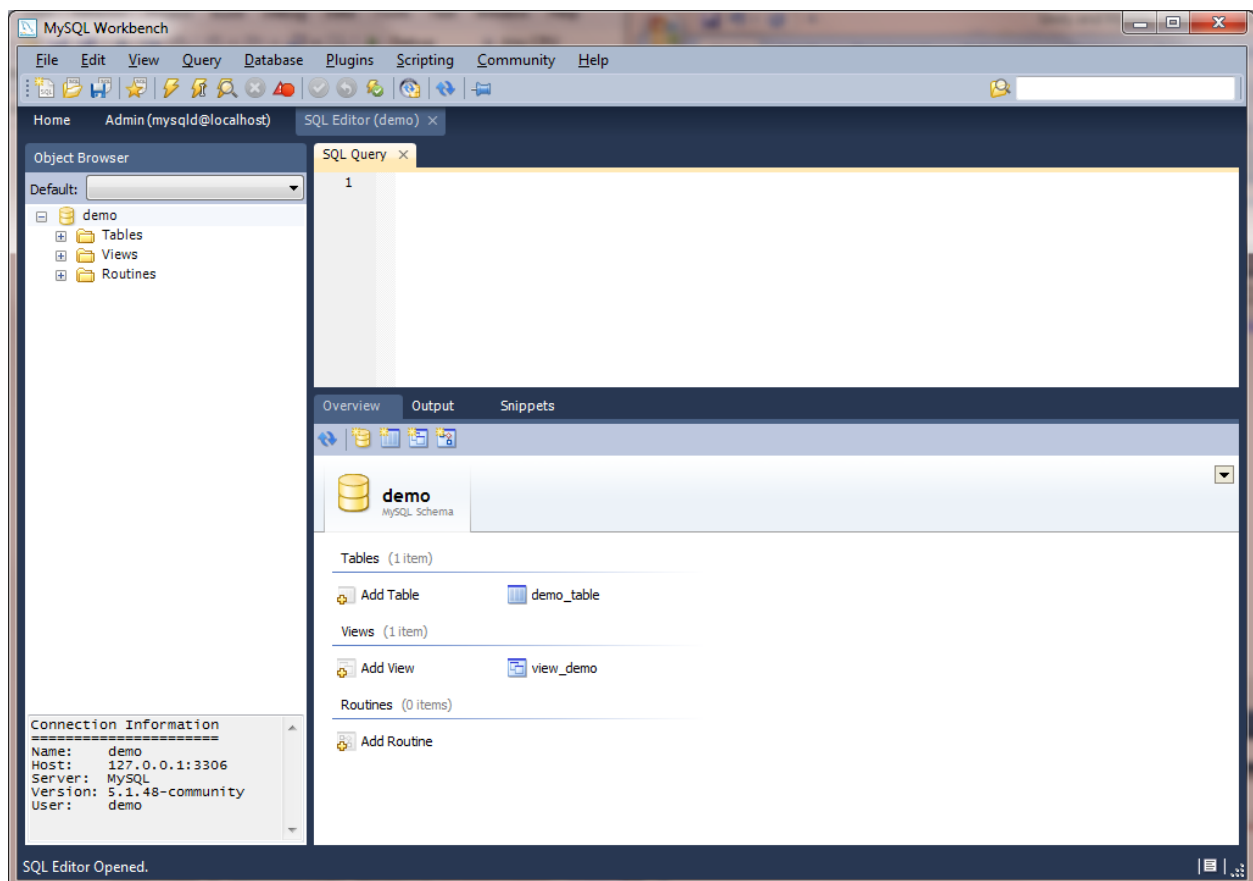 MySQL Workbench
File Edit View Query Database Plugins Scripting Community Help
Home Admin (mysqld@localhost) SQL Editor (demo)
Object Browser
SQL Query
Default:
1
demo
Tables
Views
Routines
Overview Output Snippets
demo
MySQL Schema
Tables (1 item)
Add Table demo_table
Views (1 item)
Add View view_demo
Routines (0 items)
Add Routine
Connection Information
======================
Name: demo
Host: 127.0.0.1:3306
Server: MySQL
Version: 5.1.48-community
User: demo
SQL Editor Opened.